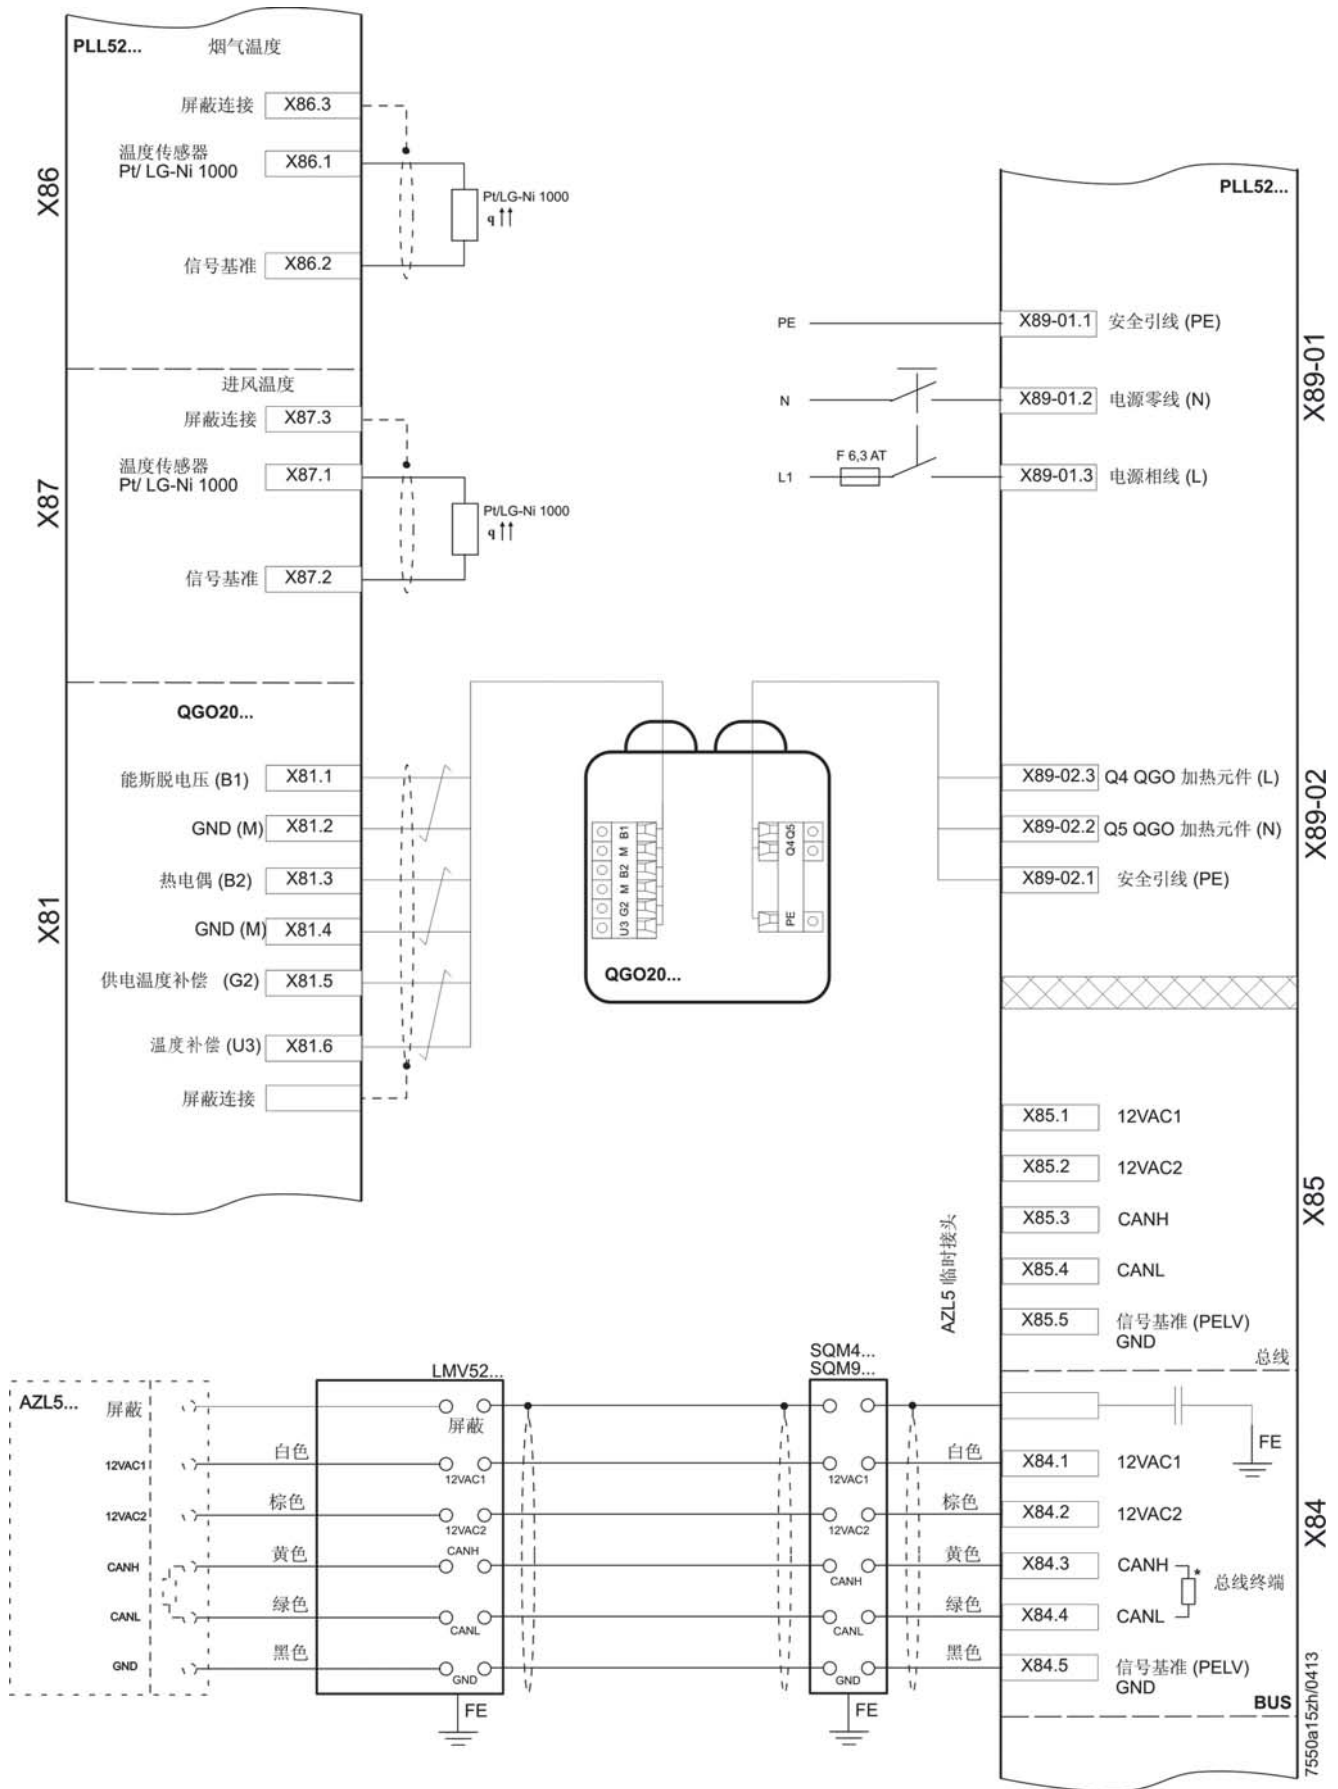 PLL52...
烟气温度
屏蔽连接 X86.3
温度传感器
Pt/ LG-Ni 1000
X86.1
Pt/LG-Ni 1000
q
信号基准 X86.2
X86
进风温度
屏蔽连接 X87.3
温度传感器
Pt/ LG-Ni 1000
X87.1
Pt/LG-Ni 1000
q
信号基准 X87.2
X87
QGO20...
能斯脱电压 (B1) X81.1
GND (M) X81.2
热电偶 (B2) X81.3
GND (M) X81.4
供电温度补偿 (G2) X81.5
温度补偿 (U3) X81.6
屏蔽连接
X81
B1
M
B2
M
G2
U3
Q5
Q4
PE
QGO20...
PLL52...
PE X89-01.1 安全引线 (PE)
N X89-01.2 电源零线 (N)
F 6,3 AT
L1 X89-01.3 电源相线 (L)
X89-01
X89-02.3 Q4 QGO 加热元件 (L)
X89-02.2 Q5 QGO 加热元件 (N)
X89-02.1 安全引线 (PE)
X89-02
X85.1 12VAC1
X85.2 12VAC2
X85.3 CANH
X85.4 CANL
X85.5 信号基准 (PELV)
GND
X85
AZL5 临时接头
总线
AZL5...
屏蔽
12VAC1
12VAC2
CANH
CANL
GND
白色
棕色
黄色
绿色
黑色
LMV52...
屏蔽
12VAC1
12VAC2
CANH
CANL
GND
FE
SQM4...
SQM9...
12VAC1
12VAC2
CANH
CANL
GND
FE
白色
棕色
黄色
绿色
黑色
FE
X84.1 12VAC1
X84.2 12VAC2
X84.3 CANH
* 总线终端
X84.4 CANL
X84.5 信号基准 (PELV)
GND
BUS
X84
7550a15zh/0413